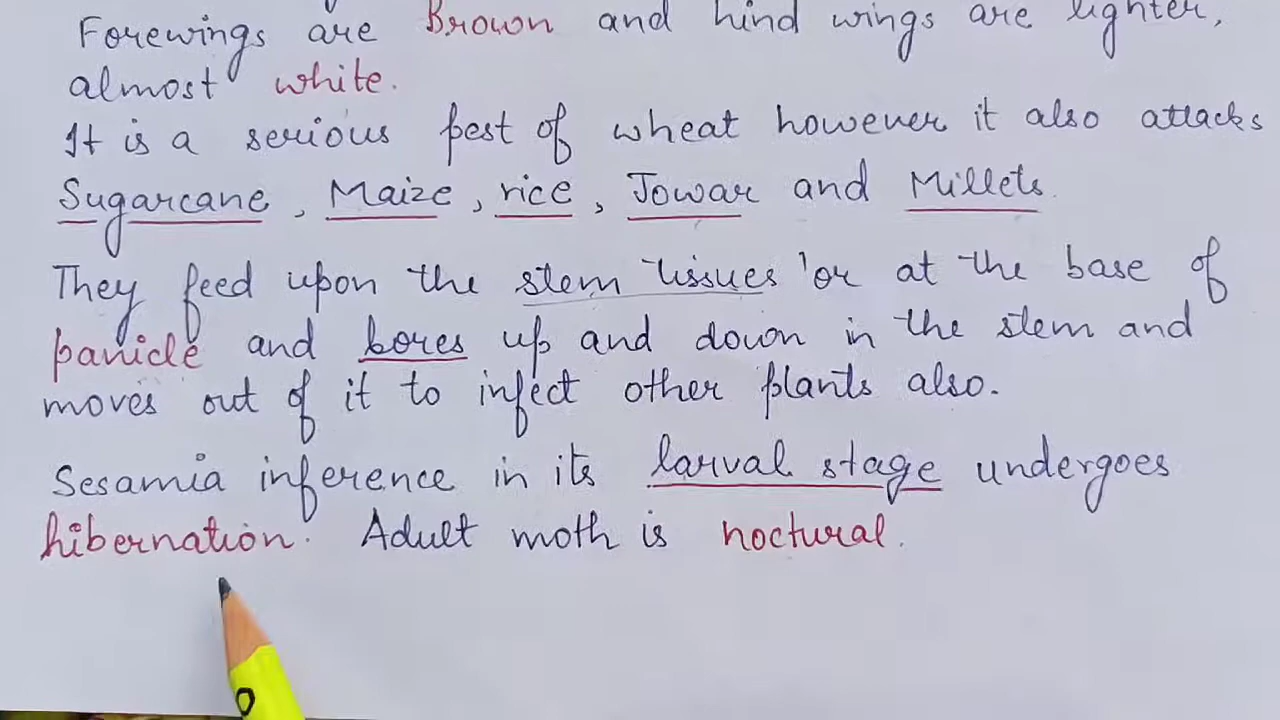 Forewings are Brown and hind wings are lighter,
almost white.
It is a serious pest of wheat however it also attacks
Sugarcane, Maize, rice, Jowar and Millets.
They feed upon the stem tissues or at the base of
panicle and bores up and down in the stem and
moves out of it to infect other plants also.
Sesamia inference in its larval stage undergoes
hibernation. Adult moth is noctural.